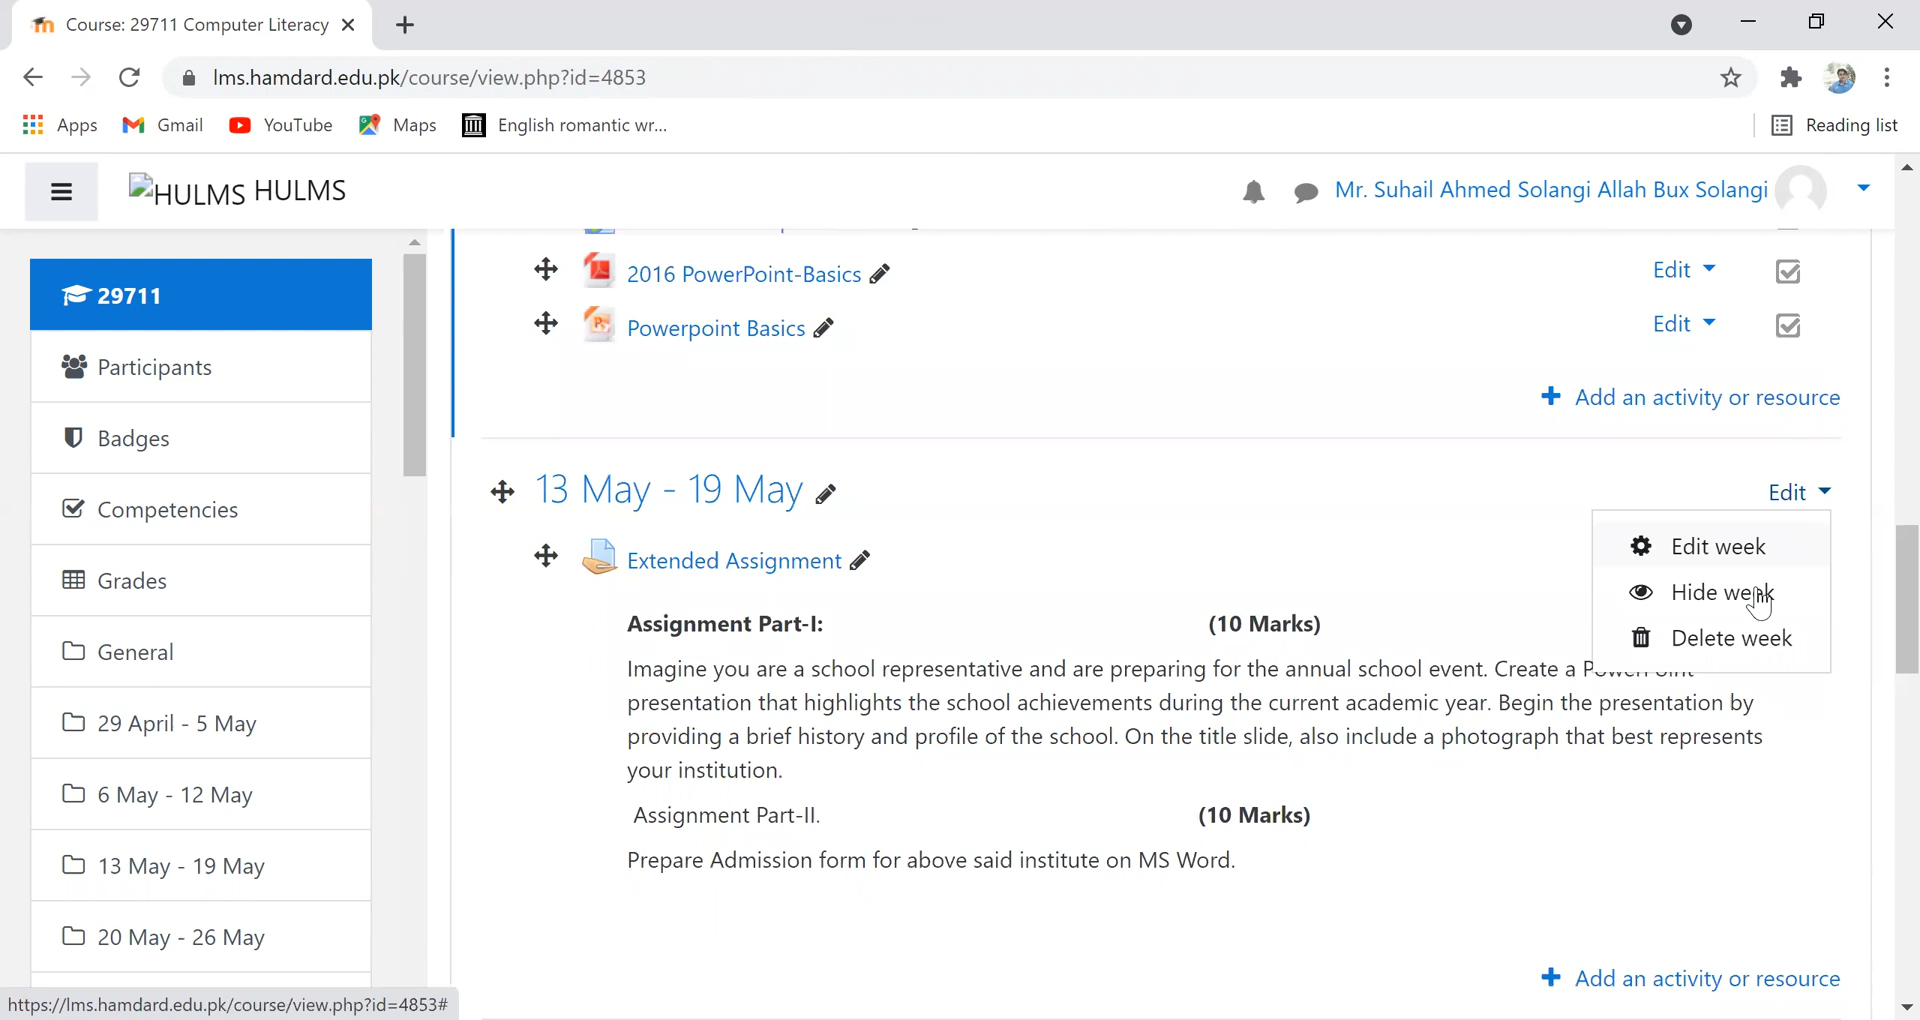 Course: 29711 Computer Literacy
lms.hamdard.edu.pk/course/view.php?id=4853
Apps Gmail YouTube Maps English romantic wr... Reading list
HULMS HULMS Mr. Suhail Ahmed Solangi Allah Bux Solangi
29711
Participants
Badges
Competencies
Grades
General
29 April - 5 May
6 May - 12 May
13 May - 19 May
20 May - 26 May
2016 PowerPoint-Basics Edit
Powerpoint Basics Edit
+ Add an activity or resource
13 May - 19 May Edit
Edit week
Hide week
Delete week
Extended Assignment
Assignment Part-I: (10 Marks)
Imagine you are a school representative and are preparing for the annual school event. Create a PowerPoint
presentation that highlights the school achievements during the current academic year. Begin the presentation by
providing a brief history and profile of the school. On the title slide, also include a photograph that best represents
your institution.
Assignment Part-II. (10 Marks)
Prepare Admission form for above said institute on MS Word.
+ Add an activity or resource
https://lms.hamdard.edu.pk/course/view.php?id=4853#